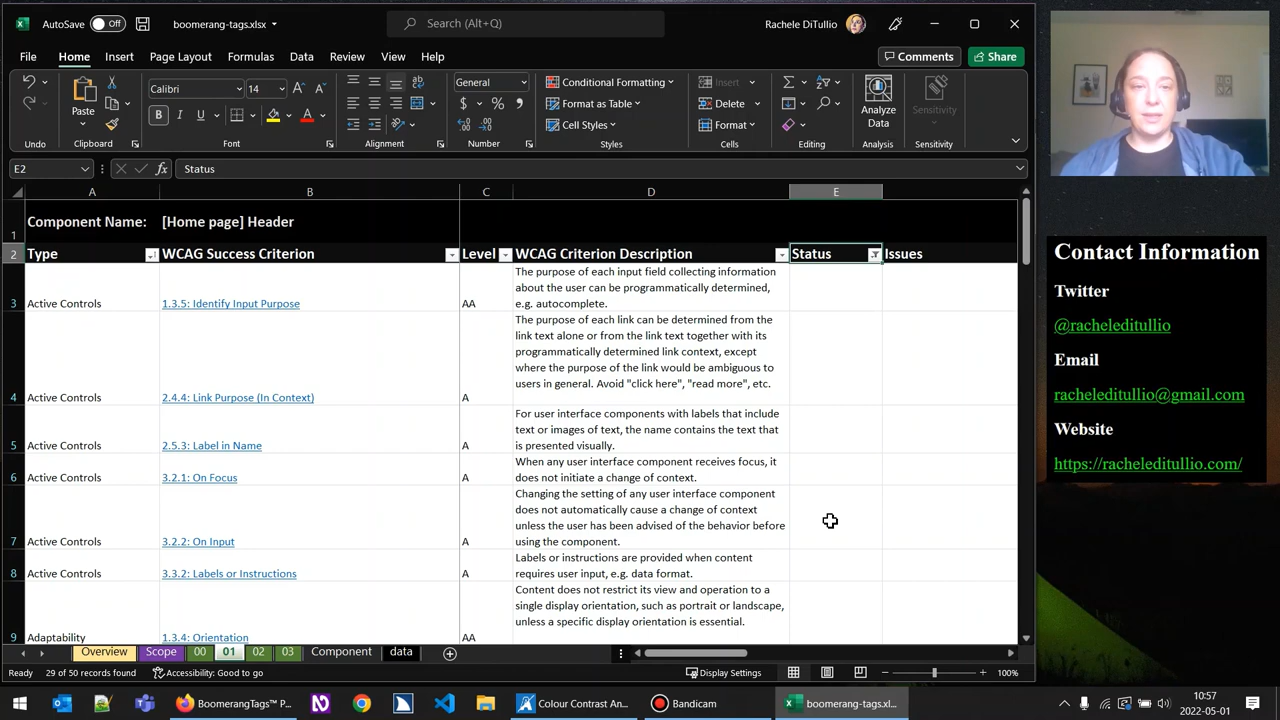 AutoSave Off boomerang-tags.xlsx Search (Alt+Q) Rachele DiTullio
File Home Insert Page Layout Formulas Data Review View Help Comments Share
Calibri 14 General Conditional Formatting Insert
Paste Format as Table Delete Analyze Data Sensitivity
B I U Cell Styles Format
Undo Clipboard Font Alignment Number Styles Cells Editing Analysis Sensitivity
E2 fx Status
A B C D E
1 Component Name: [Home page] Header
2 Type WCAG Success Criterion Level WCAG Criterion Description Status Issues
The purpose of each input field collecting information
about the user can be programmatically determined,
3 Active Controls 1.3.5: Identify Input Purpose AA e.g. autocomplete.
The purpose of each link can be determined from the
link text alone or from the link text together with its
programmatically determined link context, except
where the purpose of the link would be ambiguous to
users in general. Avoid "click here", "read more", etc.
4 Active Controls 2.4.4: Link Purpose (In Context) A
For user interface components with labels that include
text or images of text, the name contains the text that
5 Active Controls 2.5.3: Label in Name A is presented visually.
When any user interface component receives focus, it
6 Active Controls 3.2.1: On Focus A does not initiate a change of context.
Changing the setting of any user interface component
does not automatically cause a change of context
unless the user has been advised of the behavior before
7 Active Controls 3.2.2: On Input A using the component.
Labels or instructions are provided when content
8 Active Controls 3.3.2: Labels or Instructions A requires user input, e.g. data format.
Content does not restrict its view and operation to a
single display orientation, such as portrait or landscape,
unless a specific display orientation is essential.
9 Adaptability 1.3.4: Orientation AA
Overview Scope 00 01 02 03 Component data
Ready 29 of 50 records found Accessibility: Good to go Display Settings 100%
BoomerangTags™ P... Colour Contrast An... Bandicam boomerang-tags.xl... 10:57
2022-05-01
Contact Information
Twitter
@racheleditullio
Email
racheleditullio@gmail.com
Website
https://racheleditullio.com/